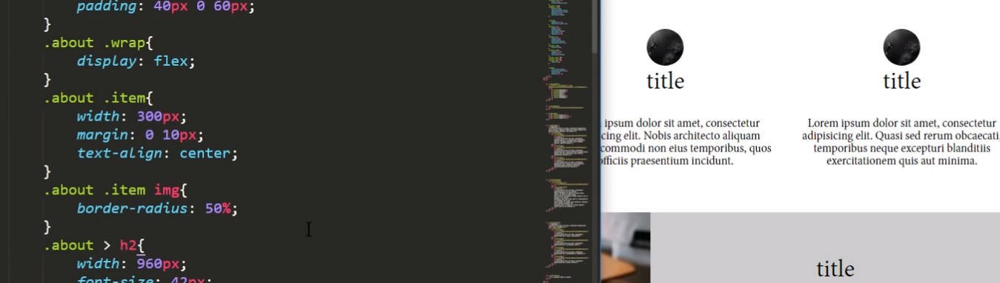 padding: 40px 0 60px;
}
.about .wrap{
display: flex;
}
.about .item{
width: 300px;
margin: 0 10px;
text-align: center;
}
.about .item img{
border-radius: 50%;
}
.about > h2{
width: 960px;
font-size: 42px;
title
ipsum dolor sit amet, consectetur
cing elit. Nobis architecto aliquam
commodi non eius temporibus, quos
officiis praesentium incidunt.
title
Lorem ipsum dolor sit amet, consectetur
adipisicing elit. Quasi sed rerum obcaecati,
temporibus neque excepturi blanditiis
exercitationem quis aut minima.
title